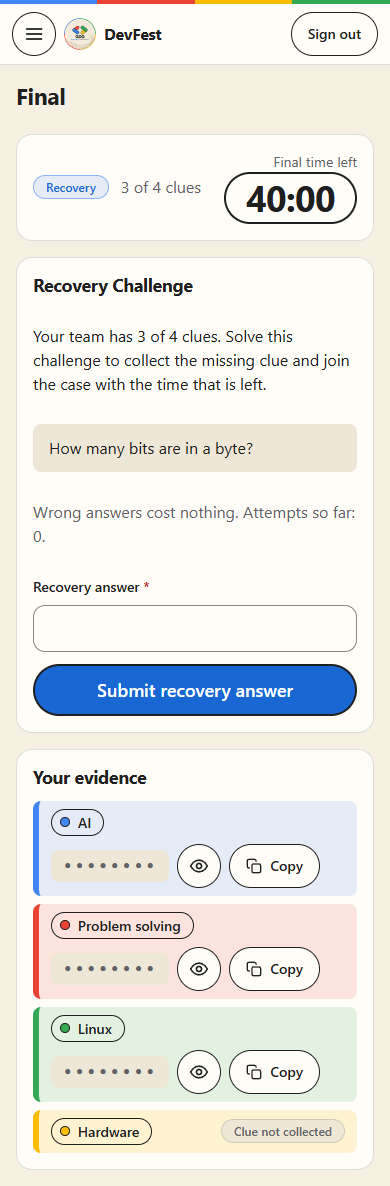 DevFest
Sign out
Final
Recovery
3 of 4 clues
Final time left
40:00
Recovery Challenge
Your team has 3 of 4 clues. Solve this
challenge to collect the missing clue and join
the case with the time that is left.
How many bits are in a byte?
Wrong answers cost nothing. Attempts so far:
0.
Recovery answer *
Submit recovery answer
Your evidence
AI
••••••••
Copy
Problem solving
••••••••
Copy
Linux
••••••••
Copy
Hardware
Clue not collected